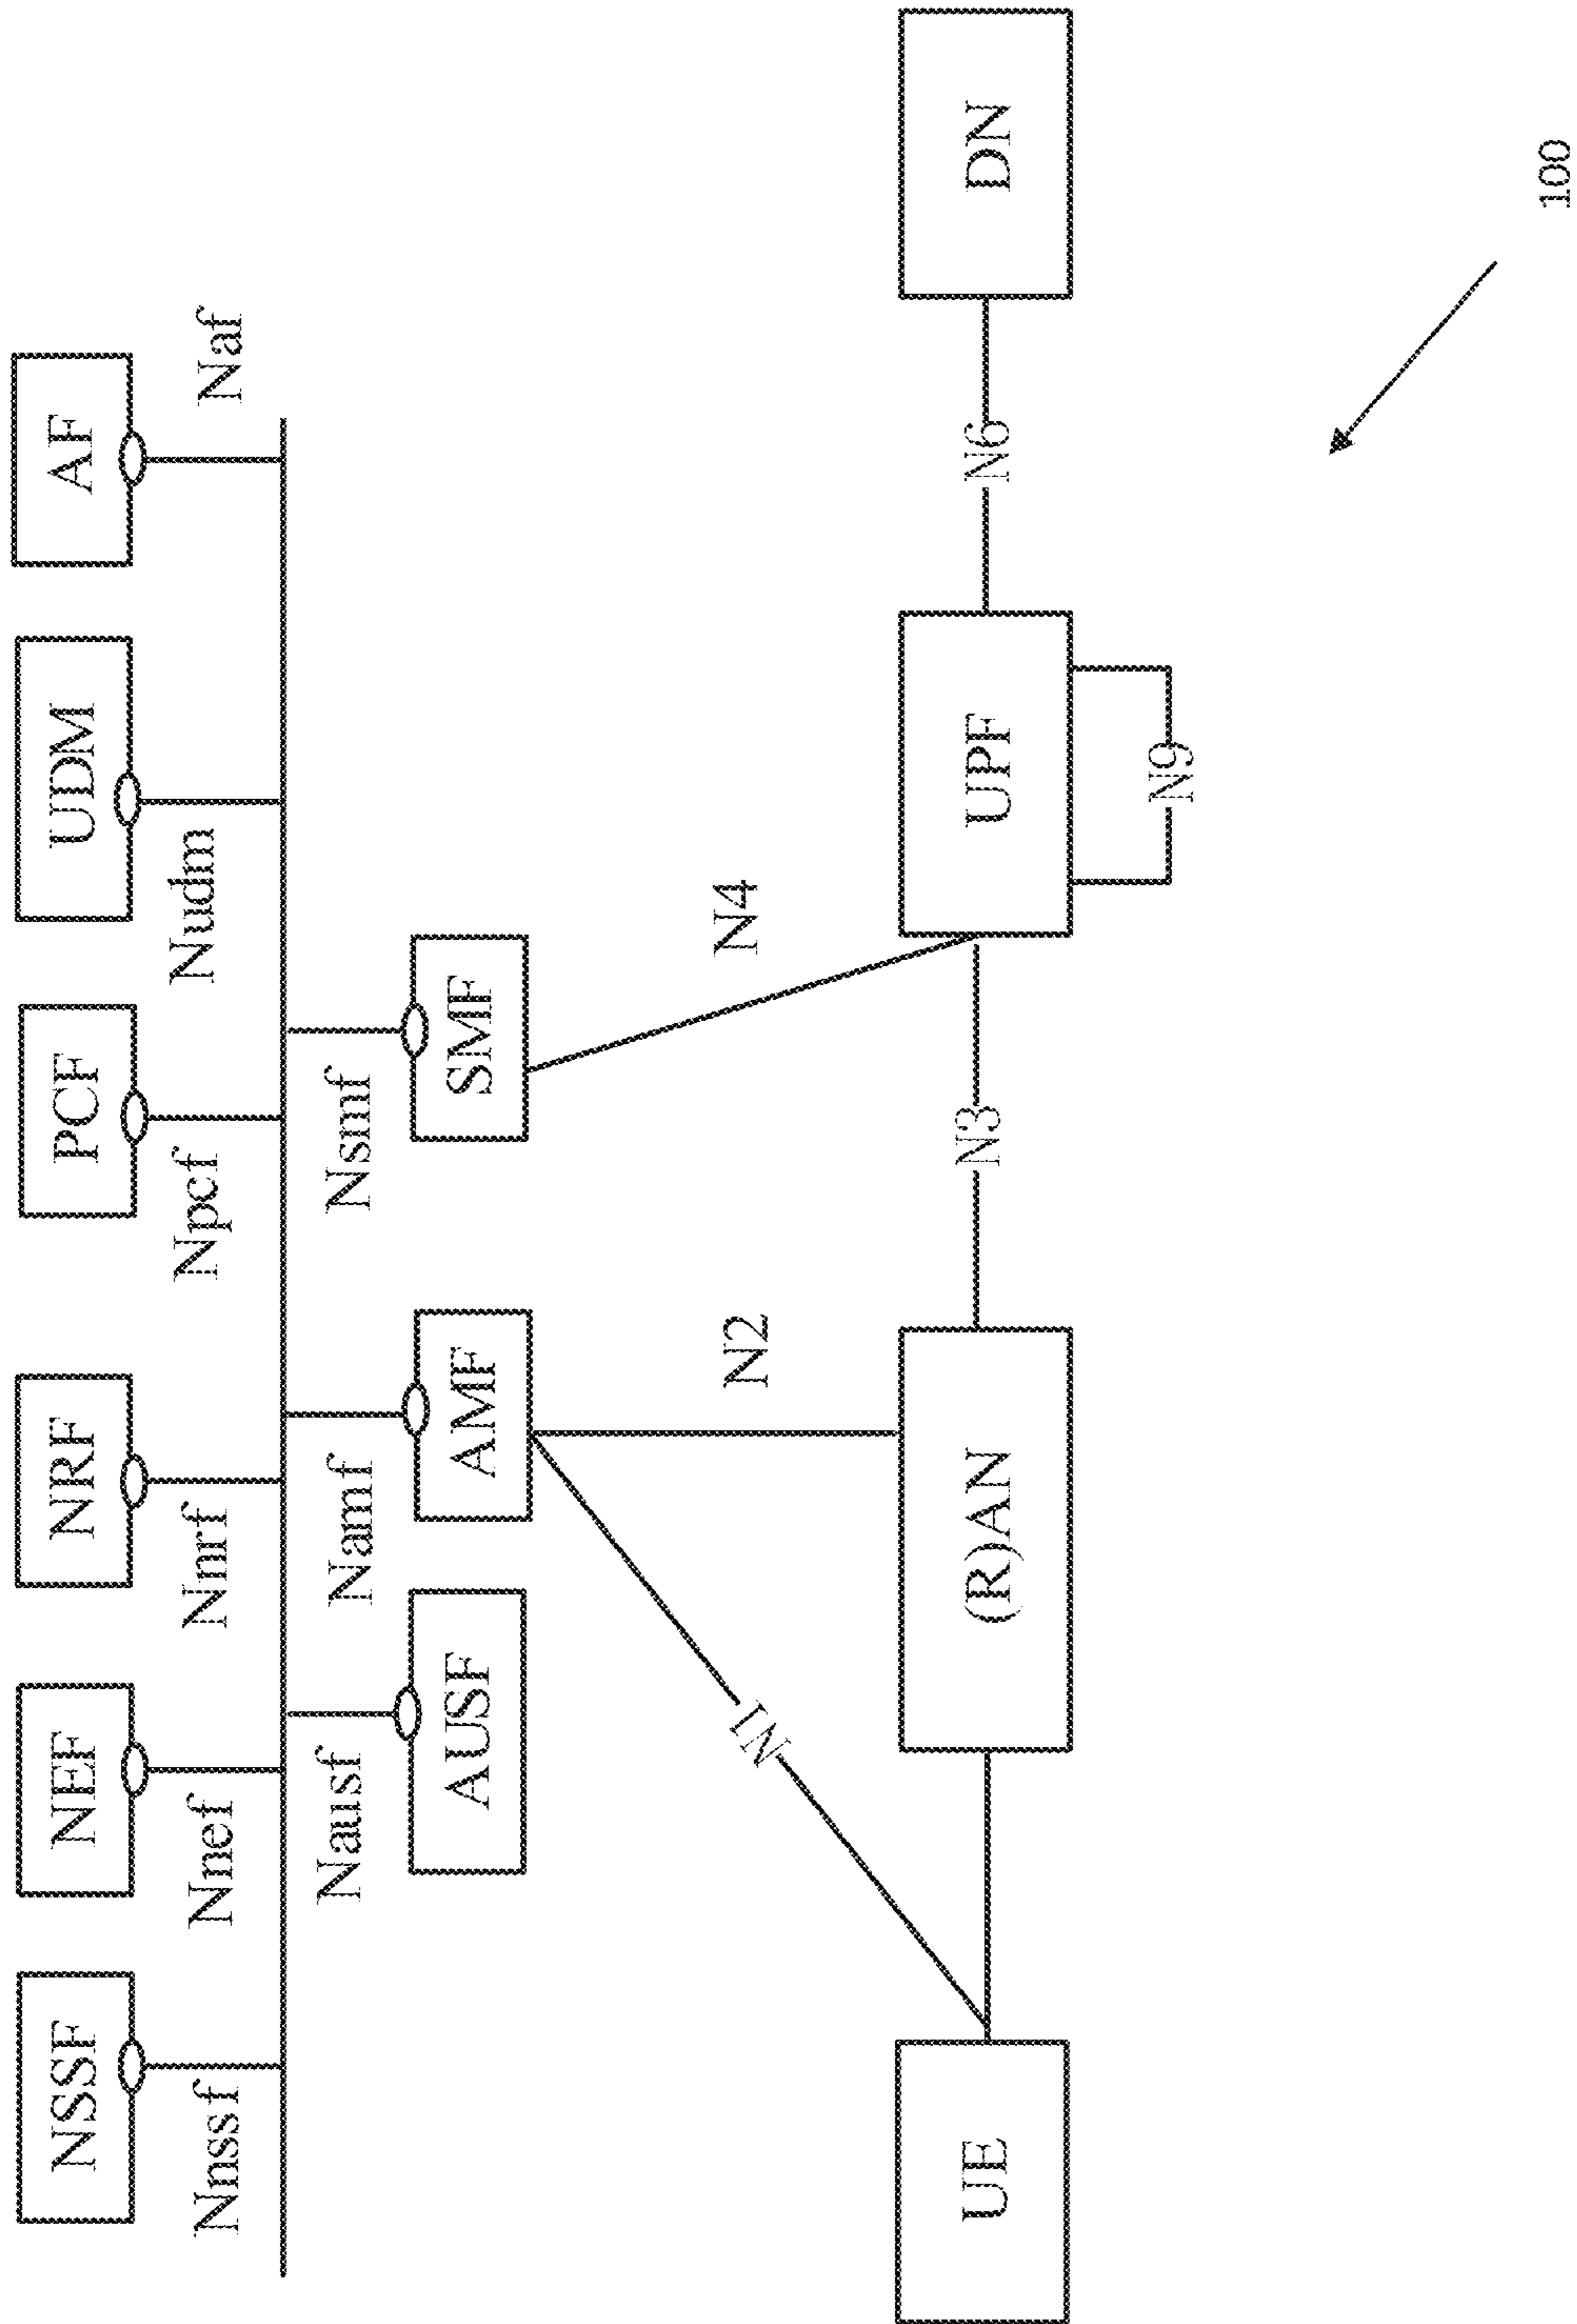 NSSF
NEF
NRF
PCF
UDM
AF
Nnssf
Nnef
Nnrf
Npcf
Nudm
Naf
Nausf
Namf
Nsmf
AUSF
AMF
SMF
N1
N2
N4
UE
(R)AN
N3
UPF
N6
DN
N9
100